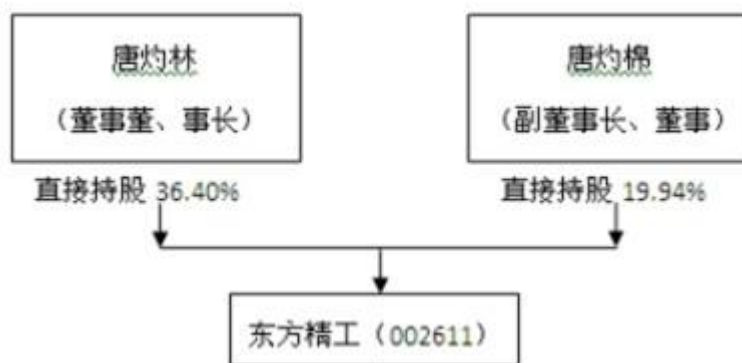 唐灼林
（董事董、事长）
唐灼棉
（副董事长、董事）
直接持股 36.40%
直接持股 19.94%
东方精工（002611）